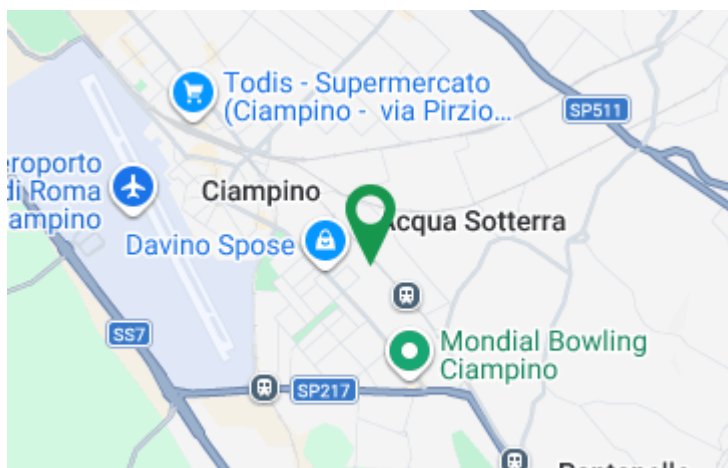 Todis - Supermercato
(Ciampino - via Pirzio...
SP511
eroporto
di Roma
ampino
Ciampino
Acqua Sotterra
Davino Spose
SS7
Mondial Bowling
Ciampino
SP217